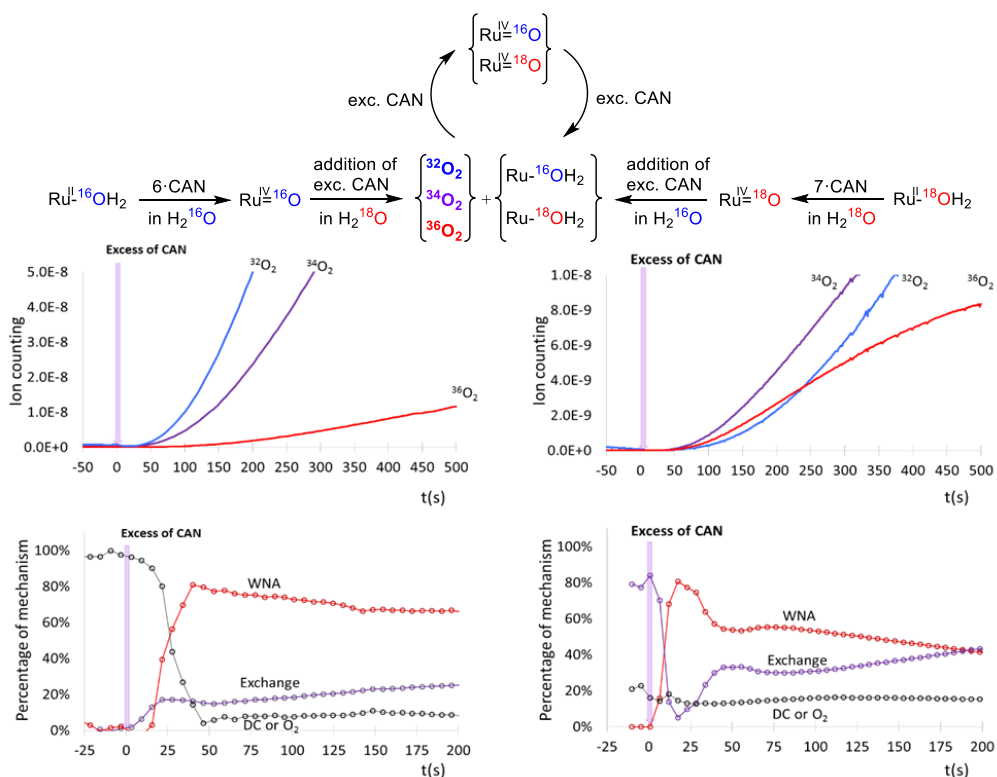 Ru=16O
IV
Ru=18O
IV
exc. CAN
exc. CAN
addition of
exc. CAN
in H218O
32O2
34O2
36O2
+
Ru-16OH2
Ru-18OH2
addition of
exc. CAN
in H216O
II
Ru-16OH2
6·CAN
in H216O
IV
Ru=16O
IV
Ru=18O
7·CAN
in H218O
II
Ru-18OH2
Excess of CAN
5.0E-8
4.0E-8
3.0E-8
2.0E-8
1.0E-8
0.0E+0
Ion counting
32O2
34O2
36O2
-50 0 50 100 150 200 250 300 350 400 450 500
t(s)
Excess of CAN
1.0E-8
8.0E-9
6.0E-9
4.0E-9
2.0E-9
0.0E+0
Ion counting
34O2
32O2
36O2
-50 0 50 100 150 200 250 300 350 400 450 500
t(s)
Excess of CAN
100%
80%
60%
40%
20%
0%
Percentage of mechanism
WNA
Exchange
DC or O2
-25 0 25 50 75 100 125 150 175 200
t(s)
Excess of CAN
100%
80%
60%
40%
20%
0%
Percentage of mechanism
WNA
Exchange
DC or O2
-25 0 25 50 75 100 125 150 175 200
t(s)